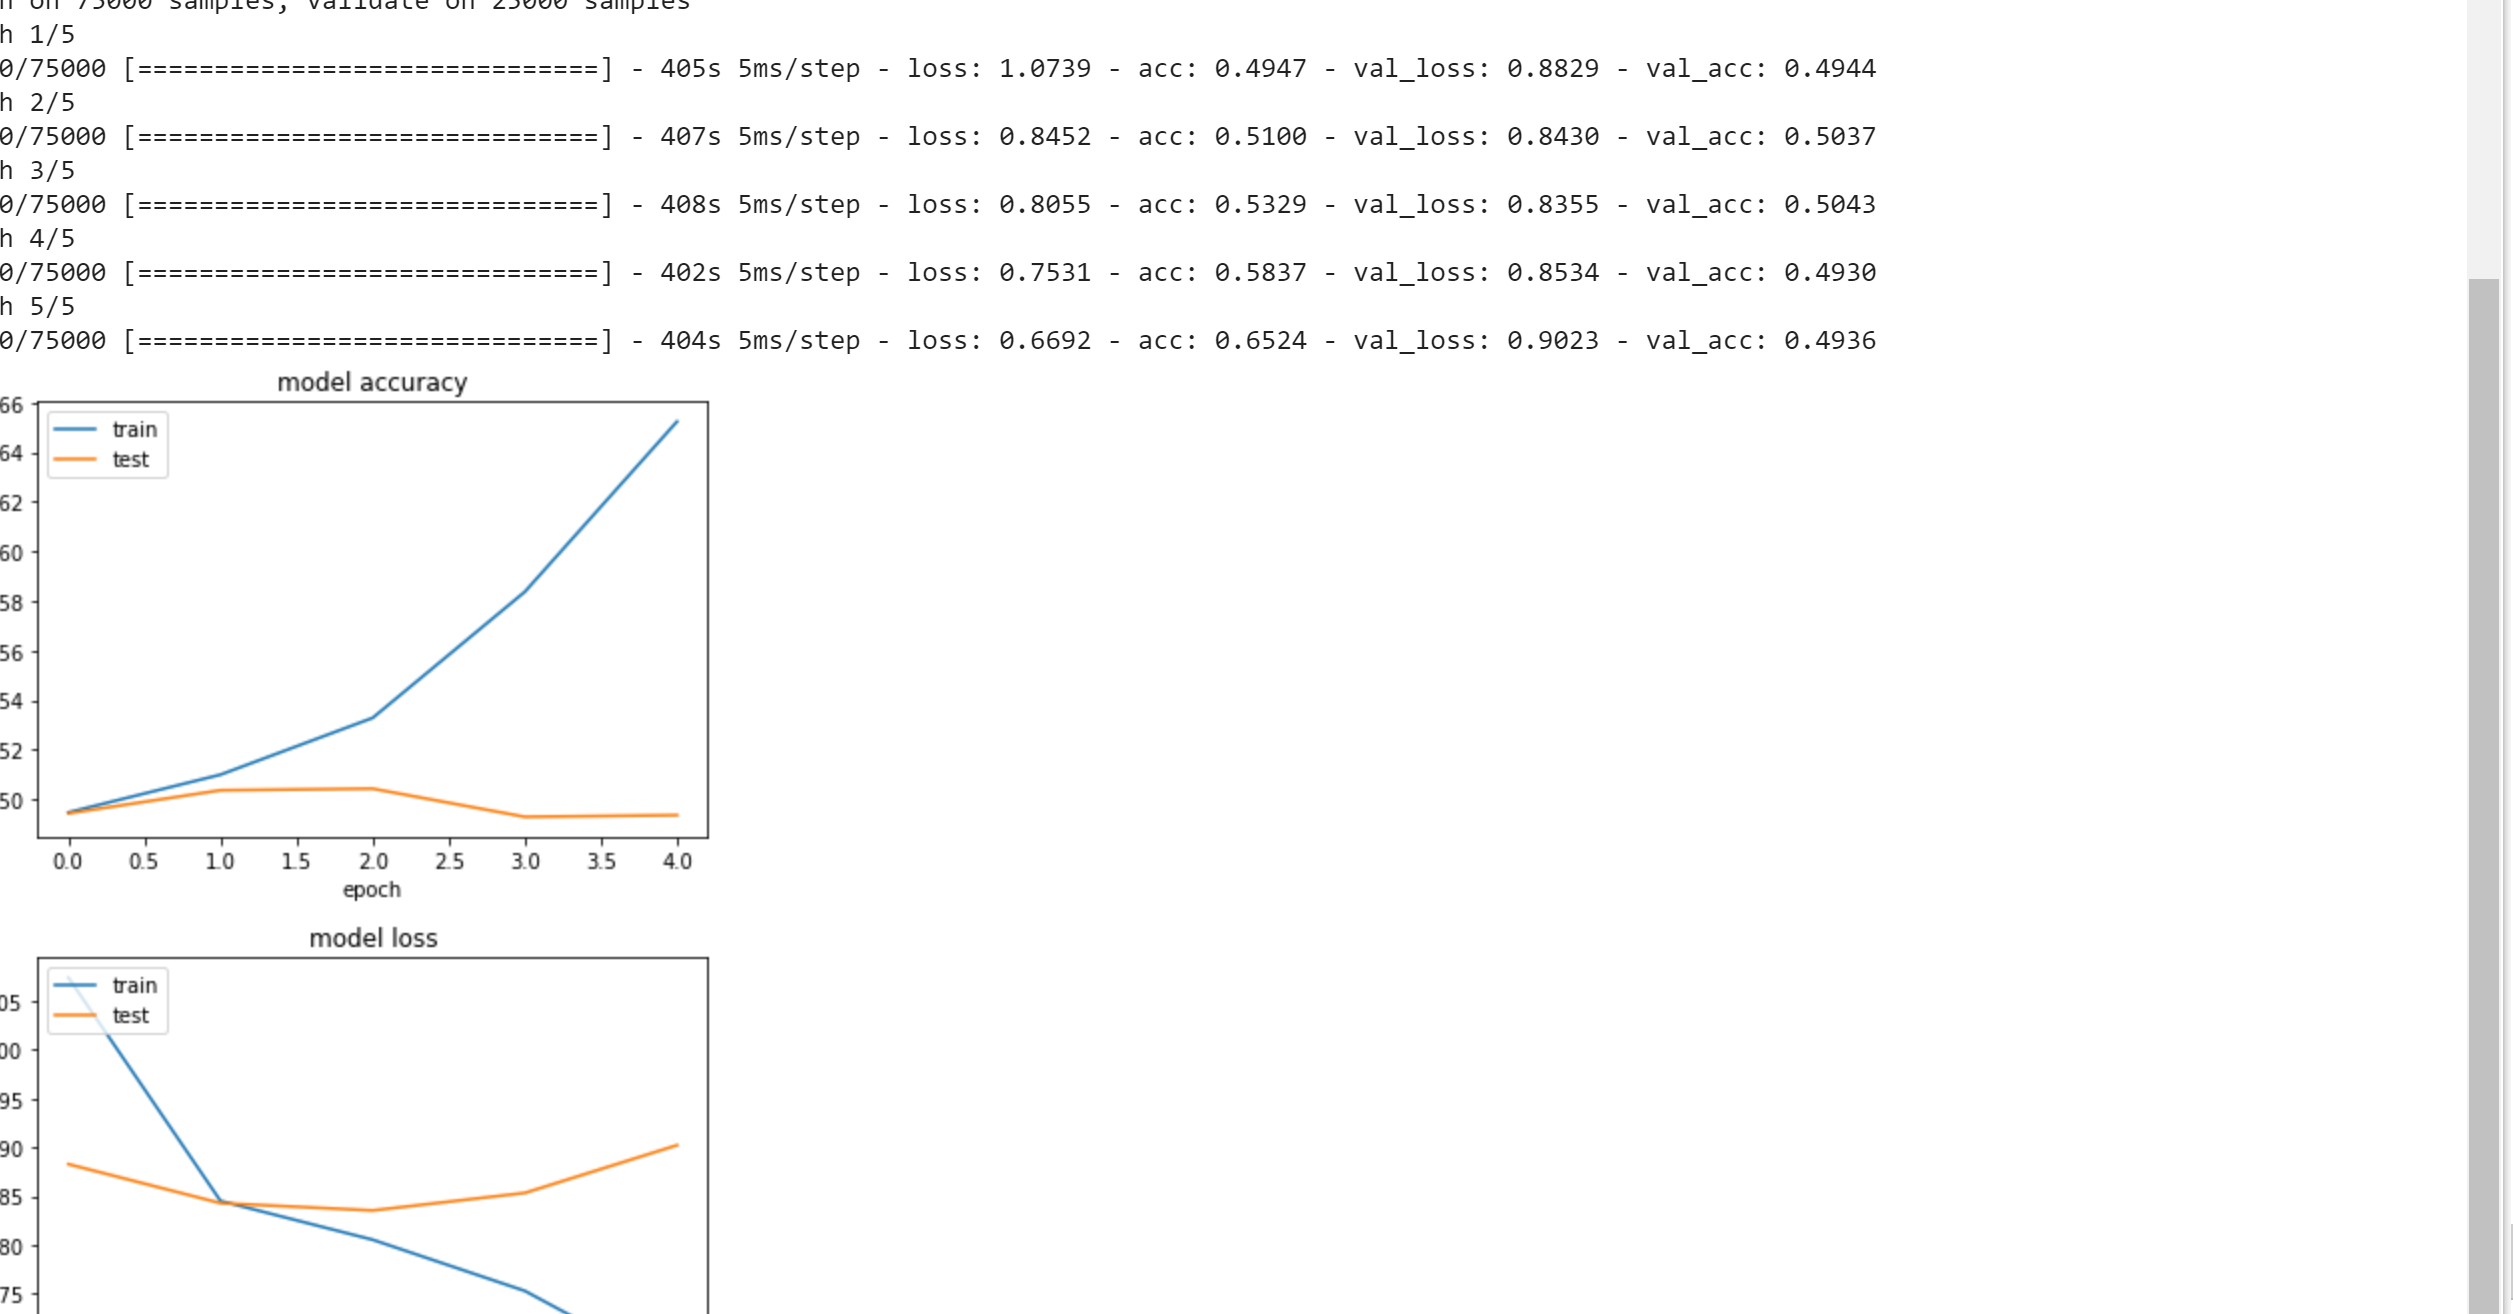 n on 75000 samples, validate on 25000 samples
h 1/5
0/75000 [==============================] - 405s 5ms/step - loss: 1.0739 - acc: 0.4947 - val_loss: 0.8829 - val_acc: 0.4944
h 2/5
0/75000 [==============================] - 407s 5ms/step - loss: 0.8452 - acc: 0.5100 - val_loss: 0.8430 - val_acc: 0.5037
h 3/5
0/75000 [==============================] - 408s 5ms/step - loss: 0.8055 - acc: 0.5329 - val_loss: 0.8355 - val_acc: 0.5043
h 4/5
0/75000 [==============================] - 402s 5ms/step - loss: 0.7531 - acc: 0.5837 - val_loss: 0.8534 - val_acc: 0.4930
h 5/5
0/75000 [==============================] - 404s 5ms/step - loss: 0.6692 - acc: 0.6524 - val_loss: 0.9023 - val_acc: 0.4936
model accuracy
train
test
66
64
62
60
58
56
54
52
50
0.0 0.5 1.0 1.5 2.0 2.5 3.0 3.5 4.0
epoch
model loss
train
test
05
00
95
90
85
80
75